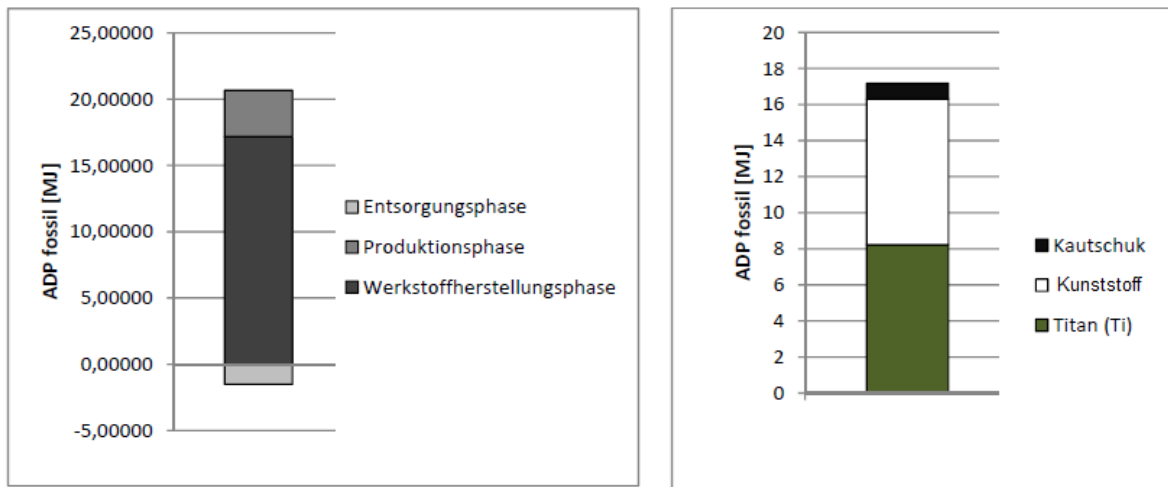 25,00000
20,00000
15,00000
10,00000
5,00000
0,00000
-5,00000
ADP fossil [MJ]
Entsorgungsphase
Produktionsphase
Werkstoffherstellungsphase
20
18
16
14
12
10
8
6
4
2
0
ADP fossil [MJ]
Kautschuk
Kunststoff
Titan (Ti)